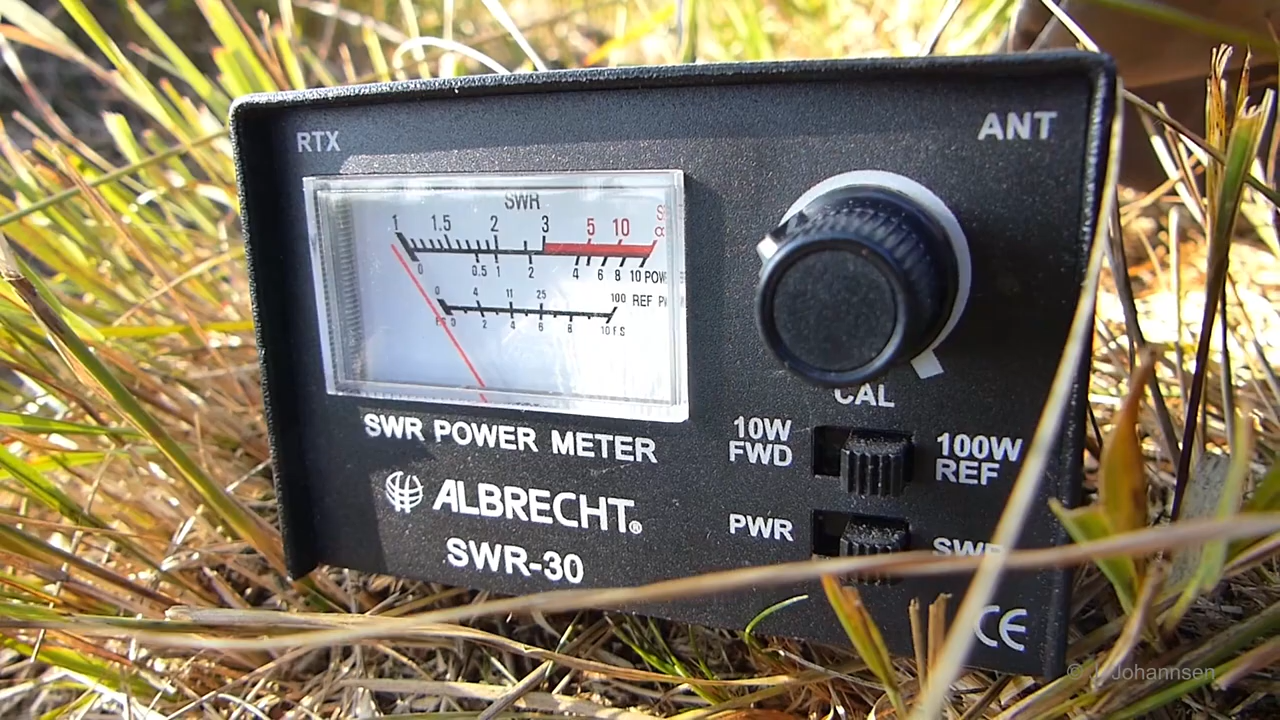 RTX
ANT
SWR
1 1.5 2 3 5 10 ∞
0 0.5 1 2 4 6 8 10 POW
0 4 11 25 100 REF
0 2 4 6 8 10 F S
CAL
SWR POWER METER
10W
FWD
100W
REF
ALBRECHT®
PWR
SWR
SWR-30
CE
© J. Johannsen